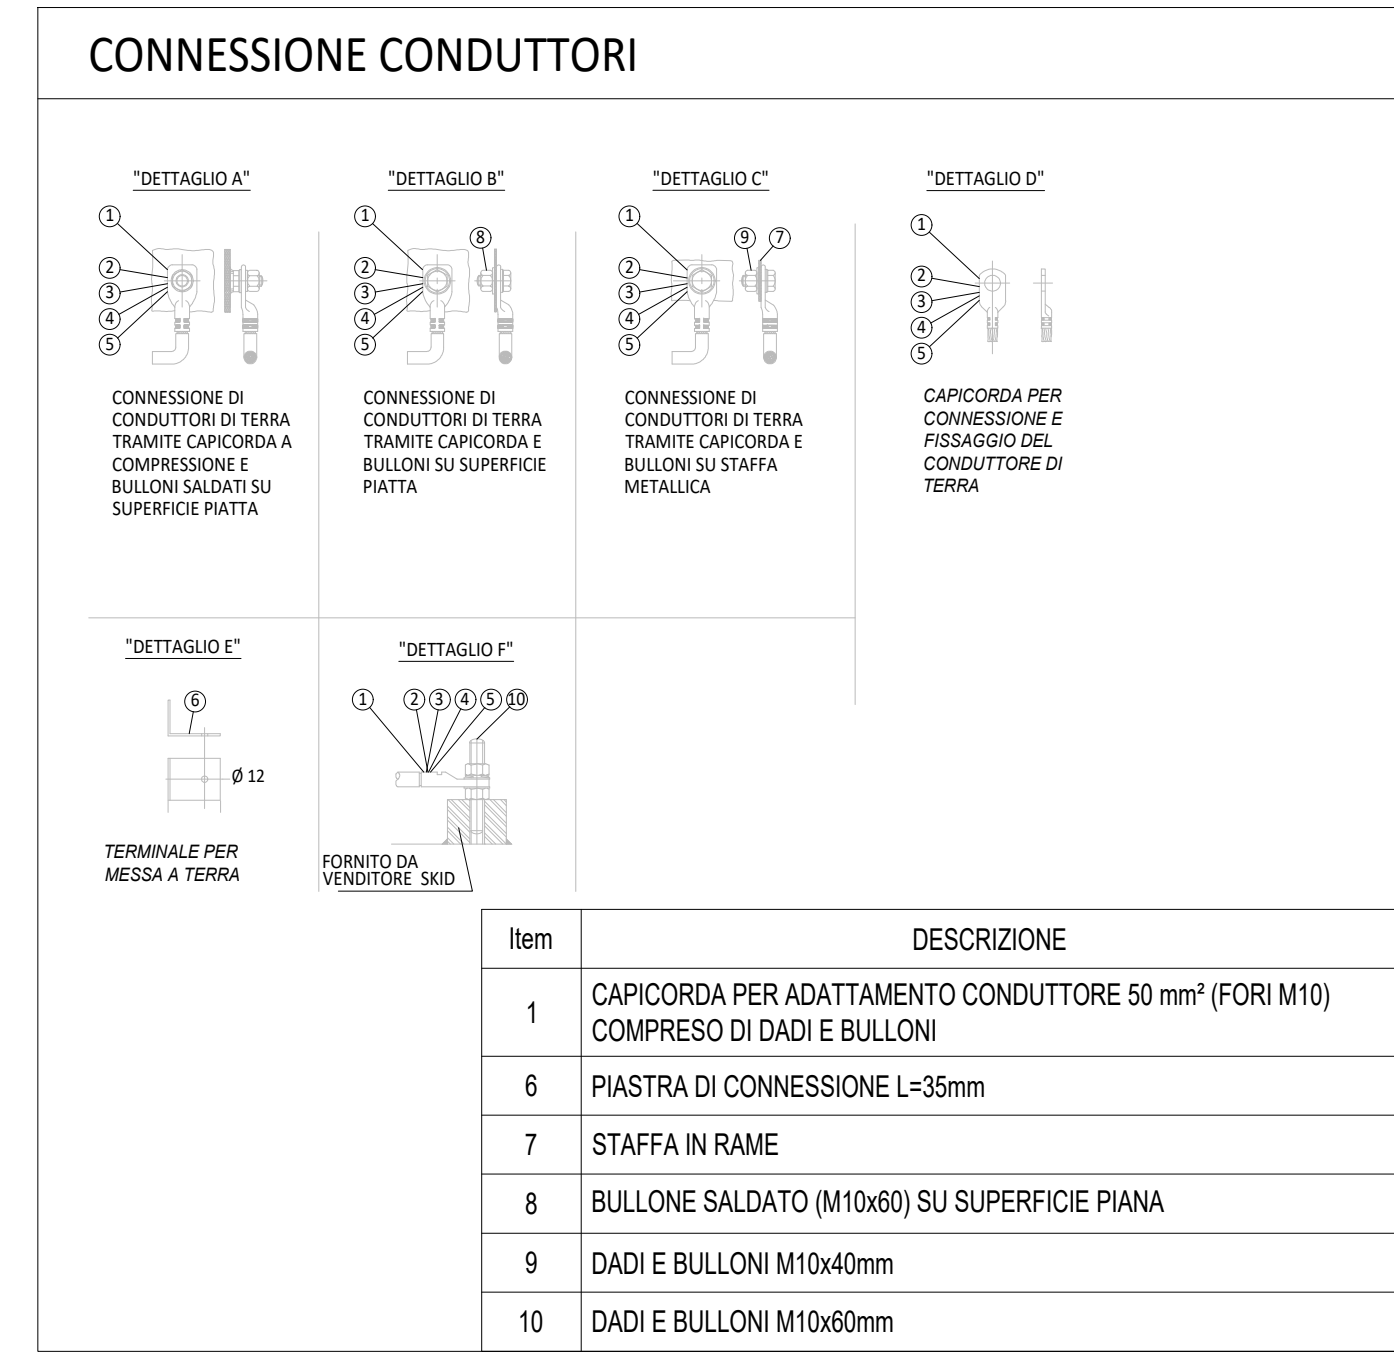 CONNESSIONE CONDUTTORI
"DETTAGLIO A"
1
2
3
4
5
CONNESSIONE DI
CONDUTTORI DI TERRA
TRAMITE CAPICORDA A
COMPRESSIONE E
BULLONI SALDATI SU
SUPERFICIE PIATTA
"DETTAGLIO B"
1
8
2
3
4
5
CONNESSIONE DI
CONDUTTORI DI TERRA
TRAMITE CAPICORDA E
BULLONI SU SUPERFICIE
PIATTA
"DETTAGLIO C"
1
9 7
2
3
4
5
CONNESSIONE DI
CONDUTTORI DI TERRA
TRAMITE CAPICORDA E
BULLONI SU STAFFA
METALLICA
"DETTAGLIO D"
1
2
3
4
5
CAPICORDA PER
CONNESSIONE E
FISSAGGIO DEL
CONDUTTORE DI
TERRA
"DETTAGLIO E"
6
Ø 12
TERMINALE PER
MESSA A TERRA
"DETTAGLIO F"
1 2 3 4 5 10
FORNITO DA
VENDITORE SKID
Item DESCRIZIONE
1 CAPICORDA PER ADATTAMENTO CONDUTTORE 50 mm² (FORI M10)
COMPRESO DI DADI E BULLONI
6 PIASTRA DI CONNESSIONE L=35mm
7 STAFFA IN RAME
8 BULLONE SALDATO (M10x60) SU SUPERFICIE PIANA
9 DADI E BULLONI M10x40mm
10 DADI E BULLONI M10x60mm